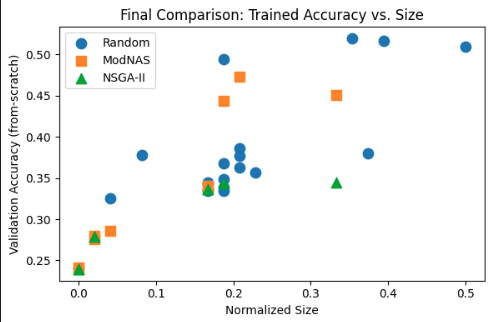 Final Comparison: Trained Accuracy vs. Size
Random
ModNAS
NSGA-II
Validation Accuracy (from-scratch)
0.50
0.45
0.40
0.35
0.30
0.25
0.0 0.1 0.2 0.3 0.4 0.5
Normalized Size